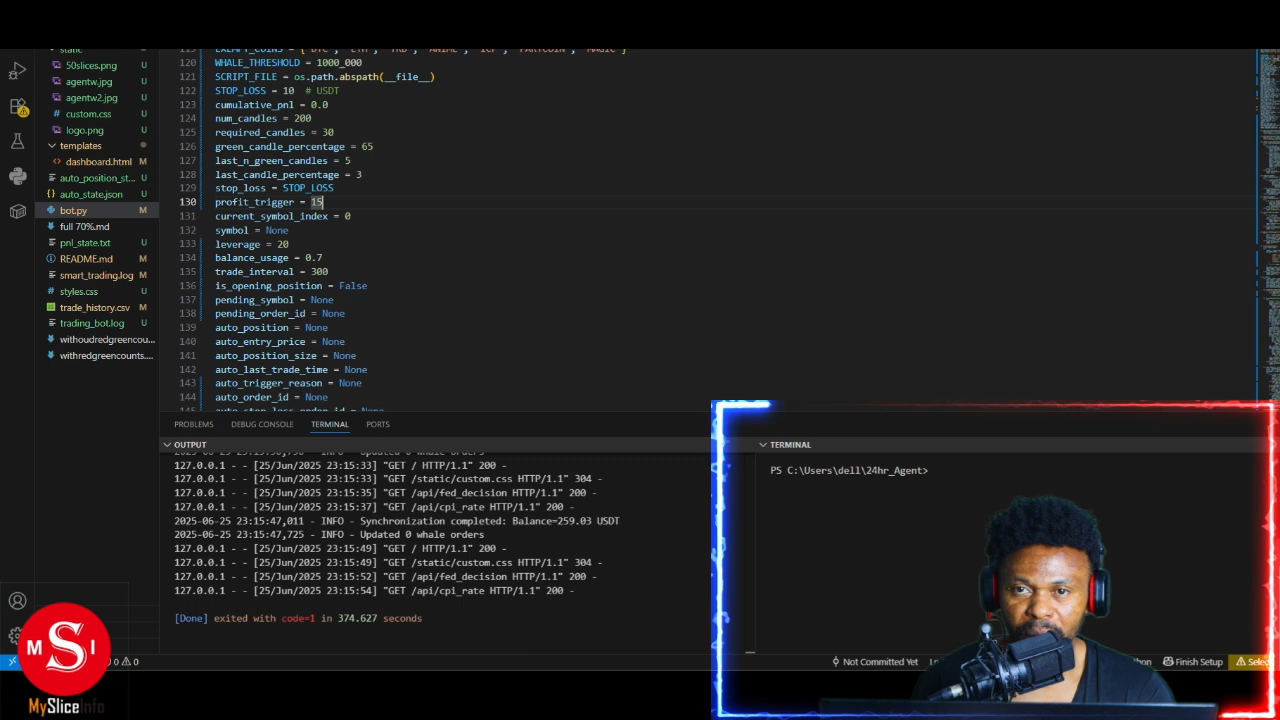 static
50slices.png U
agentw.jpg U
agentw2.jpg U
custom.css U
logo.png U
templates
dashboard.html M
auto_position_st... U
auto_state.json U
bot.py M
full 70%.md
pnl_state.txt U
README.md M
smart_trading.log M
styles.css U
trade_history.csv M
trading_bot.log U
withoudredgreencou...
withredgreencounts....
119 EXEMPT_COINS = {
120 WHALE_THRESHOLD = 1000_000
121 SCRIPT_FILE = os.path.abspath(__file__)
122 STOP_LOSS = 10 # USDT
123 cumulative_pnl = 0.0
124 num_candles = 200
125 required_candles = 30
126 green_candle_percentage = 65
127 last_n_green_candles = 5
128 last_candle_percentage = 3
129 stop_loss = STOP_LOSS
130 profit_trigger = 15
131 current_symbol_index = 0
132 symbol = None
133 leverage = 20
134 balance_usage = 0.7
135 trade_interval = 300
136 is_opening_position = False
137 pending_symbol = None
138 pending_order_id = None
139 auto_position = None
140 auto_entry_price = None
141 auto_position_size = None
142 auto_last_trade_time = None
143 auto_trigger_reason = None
144 auto_order_id = None
145 auto_stop_loss_order_id = None
PROBLEMS DEBUG CONSOLE TERMINAL PORTS
OUTPUT
INFO - Updated 0 whale orders
127.0.0.1 - - [25/Jun/2025 23:15:33] "GET / HTTP/1.1" 200 -
127.0.0.1 - - [25/Jun/2025 23:15:33] "GET /static/custom.css HTTP/1.1" 304 -
127.0.0.1 - - [25/Jun/2025 23:15:35] "GET /api/fed_decision HTTP/1.1" 200 -
127.0.0.1 - - [25/Jun/2025 23:15:37] "GET /api/cpi_rate HTTP/1.1" 200 -
2025-06-25 23:15:47,011 - INFO - Synchronization completed: Balance=259.03 USDT
2025-06-25 23:15:47,725 - INFO - Updated 0 whale orders
127.0.0.1 - - [25/Jun/2025 23:15:49] "GET / HTTP/1.1" 200 -
127.0.0.1 - - [25/Jun/2025 23:15:49] "GET /static/custom.css HTTP/1.1" 304 -
127.0.0.1 - - [25/Jun/2025 23:15:52] "GET /api/fed_decision HTTP/1.1" 200 -
127.0.0.1 - - [25/Jun/2025 23:15:54] "GET /api/cpi_rate HTTP/1.1" 200 -
[Done] exited with code=1 in 374.627 seconds
TERMINAL
PS C:\Users\dell\24hr_Agent>
0 0
Not Committed Yet
Finish Setup
Selec
M S I
MySliceInfo